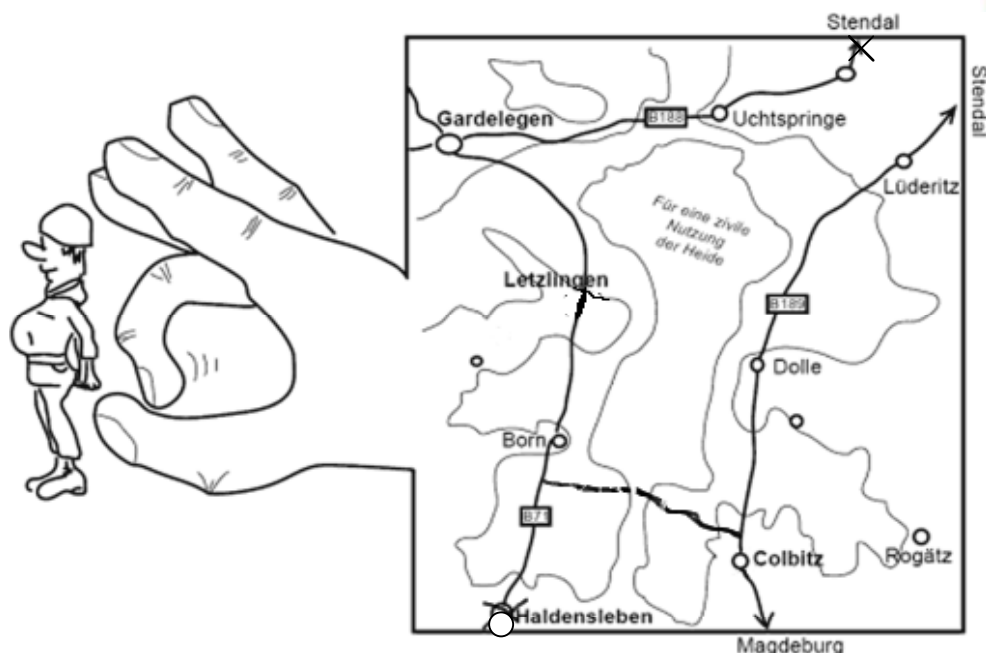 Stendal
Stendal
Gardelegen
B188
Uchtspringe
Lüderitz
Für eine zivile
Nutzung
der Heide
Letzlingen
B189
Dolle
Born
B71
Colbitz
Rogätz
Haldensleben
Magdeburg